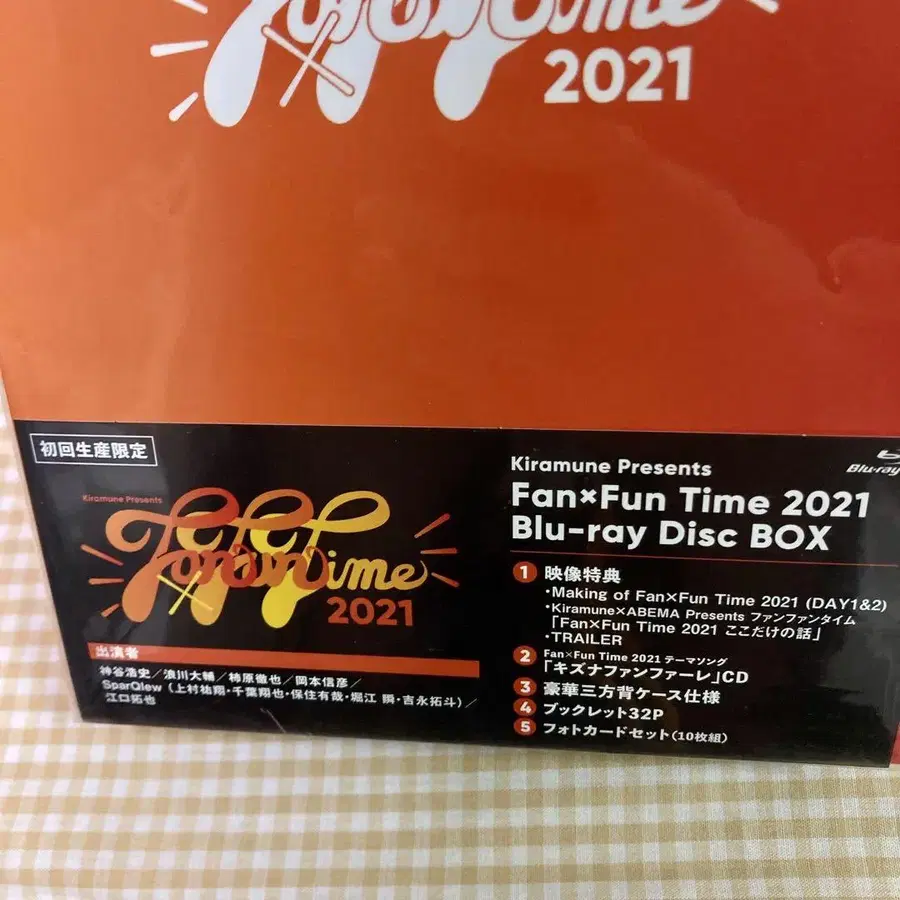 2021
初回生産限定
Kiramune Presents
FanFunTime
2021
出演者
神谷浩史／浪川大輔／柿原徹也／岡本信彦／
SparQlew（上村祐翔・千葉翔也・保住有哉・堀江 瞬・吉永拓斗）／
江口拓也
Kiramune Presents
Fan×Fun Time 2021
Blu-ray Disc BOX
Blu-ray
1 映像特典
・Making of Fan×Fun Time 2021 (DAY1&2)
・Kiramune×ABEMA Presents ファンファンタイム
「Fan×Fun Time 2021 ここだけの話」
・TRAILER
2 Fan×Fun Time 2021 テーマソング
「キズナファンファーレ」CD
3 豪華三方背ケース仕様
4 ブックレット32P
5 フォトカードセット(10枚組)